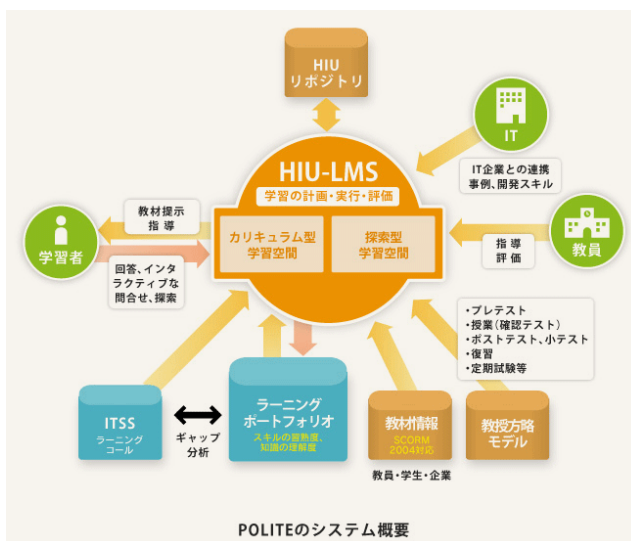 HIU
リポジトリ
HIU-LMS
学習の計画・実行・評価
カリキュラム型
学習空間
探索型
学習空間
IT
IT企業との連携
事例、開発スキル
教材提示
指導
学習者
回答、インタ
ラクティブな
問合せ、探索
指導
評価
教員
・プレテスト
・授業(確認テスト)
・ポストテスト、小テスト
・復習
・定期試験等
ITSS
ラーニング
コール
ギャップ
分析
ラーニング
ポートフォリオ
スキルの習熟度、
知識の理解度
教材情報
SCORM
2004対応
教員・学生・企業
教授方略
モデル
POLITEのシステム概要